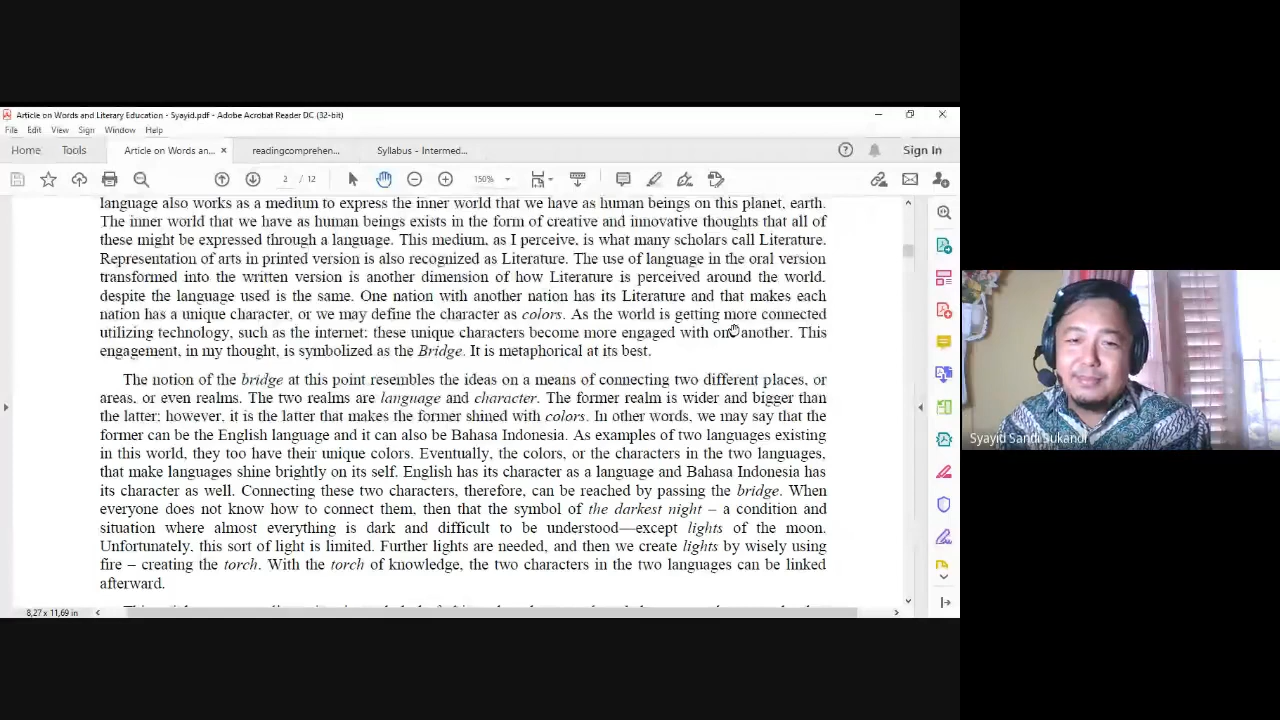 Article on Words and Literary Education - Syayid.pdf - Adobe Acrobat Reader DC (32-bit)
File Edit View Sign Window Help
Home Tools Article on Words an... × readingcomprehen... Syllabus - Intermed... Sign In
2 / 12 150%
language also works as a medium to express the inner world that we have as human beings on this planet, earth.
The inner world that we have as human beings exists in the form of creative and innovative thoughts that all of
these might be expressed through a language. This medium, as I perceive, is what many scholars call Literature.
Representation of arts in printed version is also recognized as Literature. The use of language in the oral version
transformed into the written version is another dimension of how Literature is perceived around the world,
despite the language used is the same. One nation with another nation has its Literature and that makes each
nation has a unique character, or we may define the character as colors. As the world is getting more connected
utilizing technology, such as the internet: these unique characters become more engaged with one another. This
engagement, in my thought, is symbolized as the Bridge. It is metaphorical at its best.
The notion of the bridge at this point resembles the ideas on a means of connecting two different places, or
areas, or even realms. The two realms are language and character. The former realm is wider and bigger than
the latter: however, it is the latter that makes the former shined with colors. In other words, we may say that the
former can be the English language and it can also be Bahasa Indonesia. As examples of two languages existing
in this world, they too have their unique colors. Eventually, the colors, or the characters in the two languages,
that make languages shine brightly on its self. English has its character as a language and Bahasa Indonesia has
its character as well. Connecting these two characters, therefore, can be reached by passing the bridge. When
everyone does not know how to connect them, then that the symbol of the darkest night – a condition and
situation where almost everything is dark and difficult to be understood—except lights of the moon.
Unfortunately, this sort of light is limited. Further lights are needed, and then we create lights by wisely using
fire – creating the torch. With the torch of knowledge, the two characters in the two languages can be linked
afterward.
8,27 x 11,69 in
Syayid Sandi Sukandi